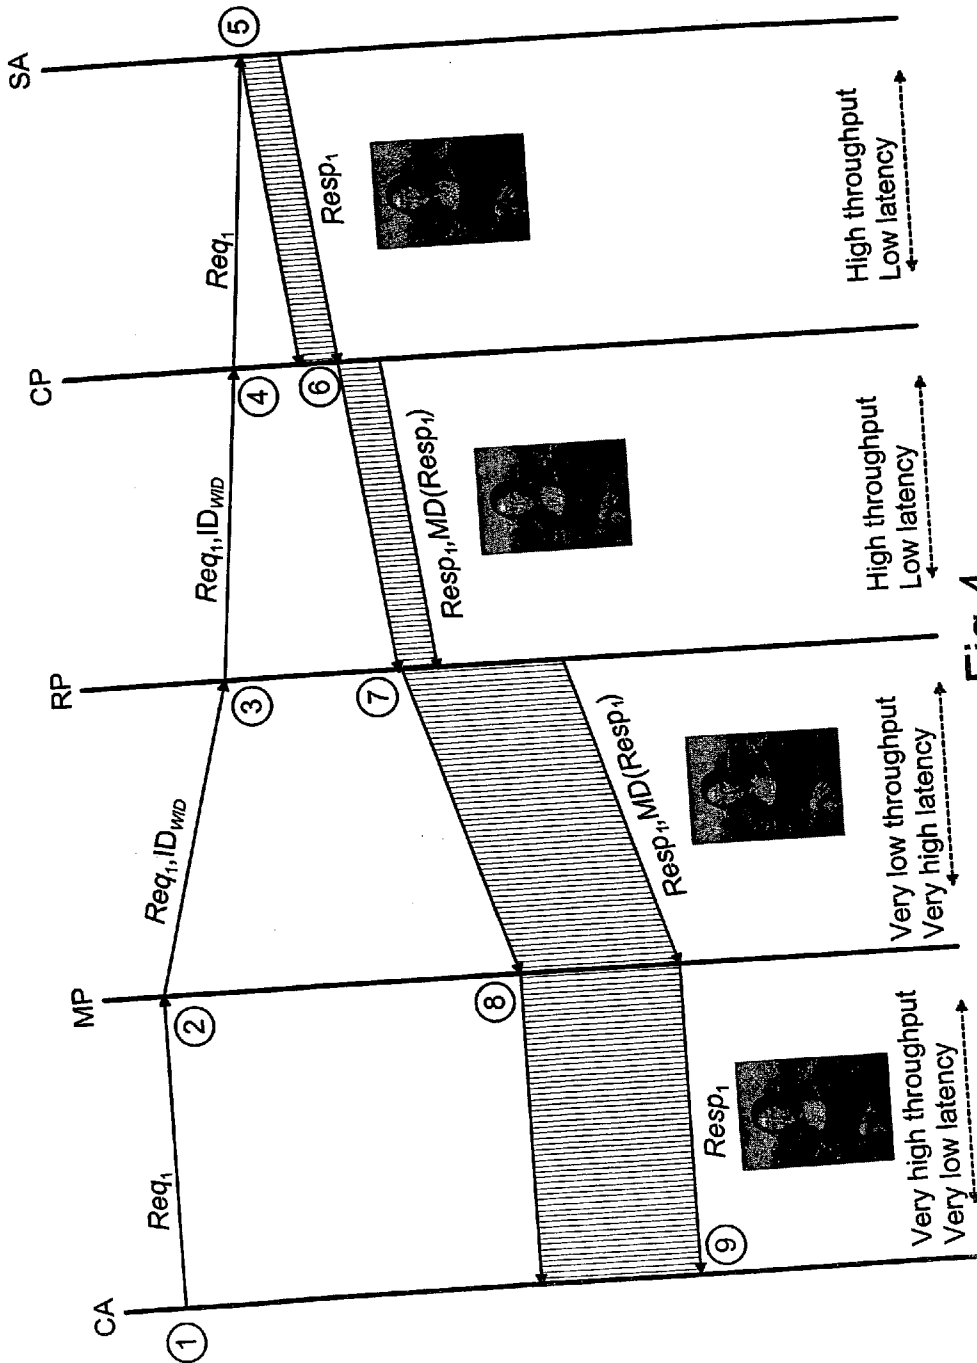 CA
MP
RP
CP
SA
1
Req₁
2
Req₁,ID_WID
3
Req₁,ID_WID
4
Req₁
5
Resp₁
6
Resp₁,MD(Resp₁)
7
Resp₁,MD(Resp₁)
8
Resp₁
9
Very high throughput
Very low latency
Very low throughput
Very high latency
High throughput
Low latency
High throughput
Low latency
Fig. 4